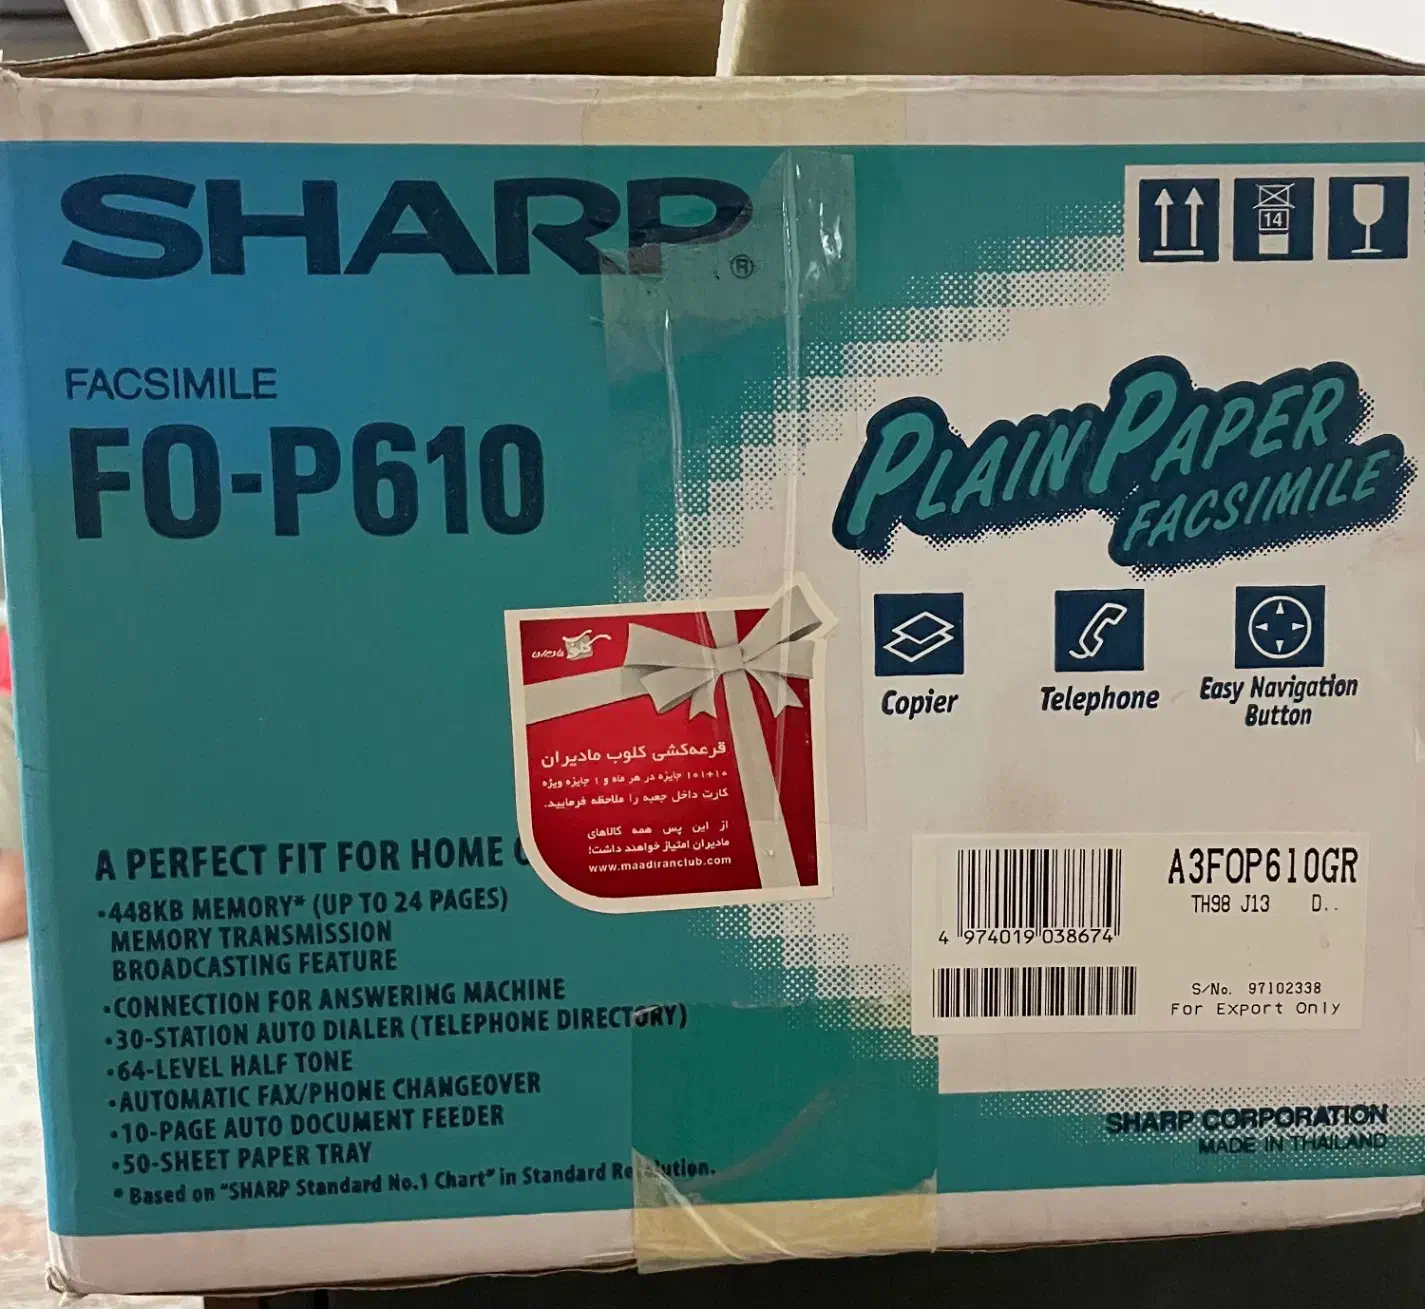 SHARP
®
14
FACSIMILE
FO-P610
PLAIN PAPER
FACSIMILE
Copier
Telephone
Easy Navigation
Button
مادیران
قرعه‌کشی کلوب مادیران
۱۰۱+۱۰ جایزه در هر ماه و ۱ جایزه ویژه
کارت داخل جعبه را ملاحظه فرمایید.
از این پس همه کالاهای
مادیران امتیاز خواهند داشت!
www.maadiranclub.com
A PERFECT FIT FOR HOME
•448KB MEMORY* (UP TO 24 PAGES)
MEMORY TRANSMISSION
BROADCASTING FEATURE
•CONNECTION FOR ANSWERING MACHINE
•30-STATION AUTO DIALER (TELEPHONE DIRECTORY)
•64-LEVEL HALF TONE
•AUTOMATIC FAX/PHONE CHANGEOVER
•10-PAGE AUTO DOCUMENT FEEDER
•50-SHEET PAPER TRAY
* Based on "SHARP Standard No.1 Chart" in Standard Resolution.
A3FOP610GR
TH98 J13 D..
4 974019 038674
S/No. 97102338
For Export Only
SHARP CORPORATION
MADE IN THAILAND